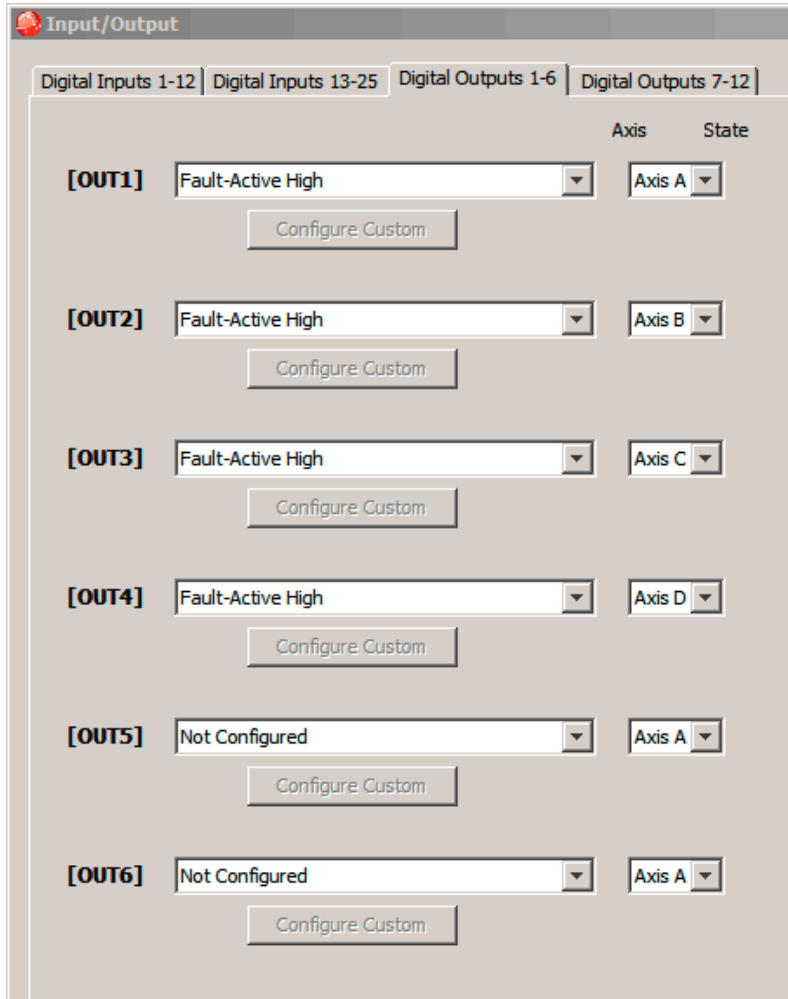 Input/Output
Digital Inputs 1-12 Digital Inputs 13-25 Digital Outputs 1-6 Digital Outputs 7-12
Axis State
[OUT1] Fault-Active High Axis A
Configure Custom
[OUT2] Fault-Active High Axis B
Configure Custom
[OUT3] Fault-Active High Axis C
Configure Custom
[OUT4] Fault-Active High Axis D
Configure Custom
[OUT5] Not Configured Axis A
Configure Custom
[OUT6] Not Configured Axis A
Configure Custom